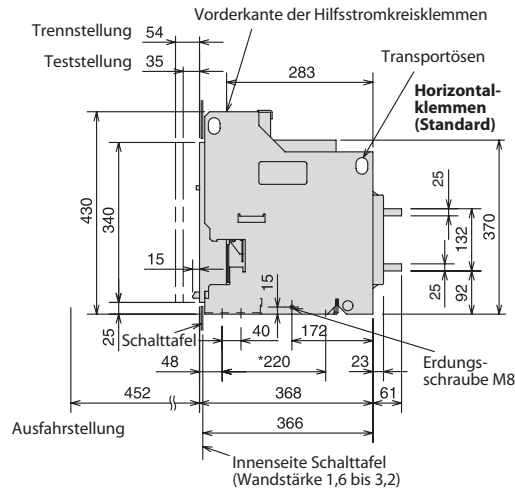 Vorderkante der Hilfsstromkreisklemmen
Trennstellung
54
Teststellung
35
283
Transportösen
Horizontal-
klemmen
(Standard)
430
340
25
132
370
15
15
25
92
25
Schalttafel
40
172
48
*220
23
Erdungs-
schraube M8
452
368
61
Ausfahrstellung
366
Innenseite Schalttafel
(Wandstärke 1,6 bis 3,2)